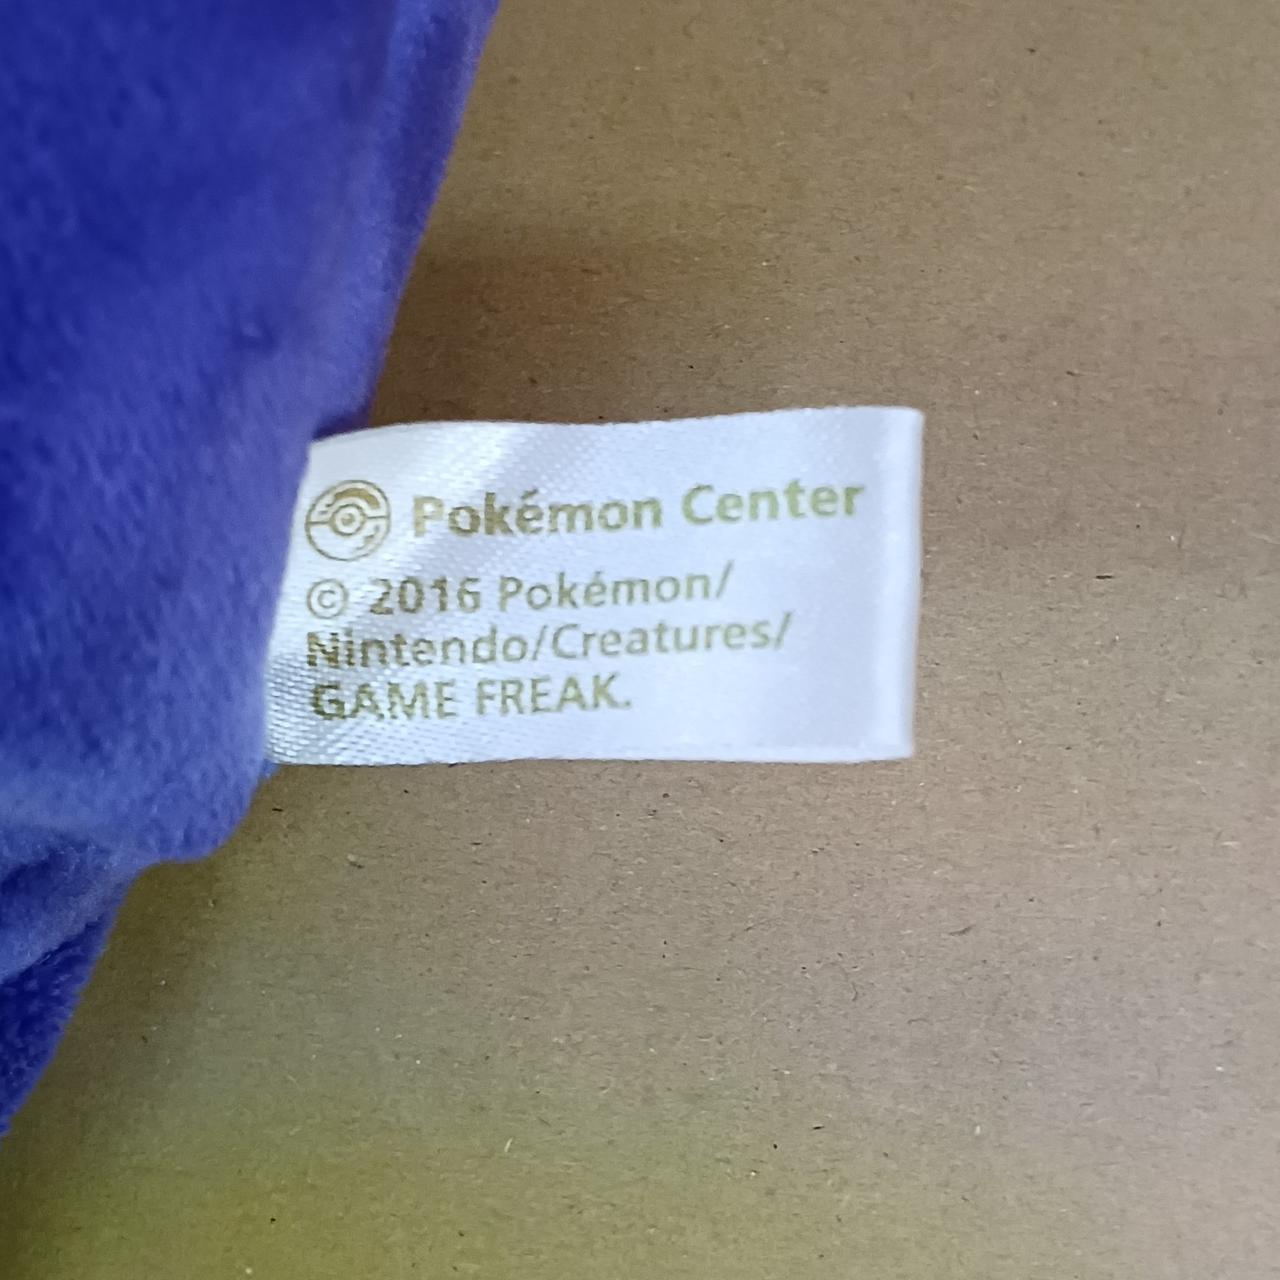 Pokémon Center
© 2016 Pokémon/
Nintendo/Creatures/
GAME FREAK.